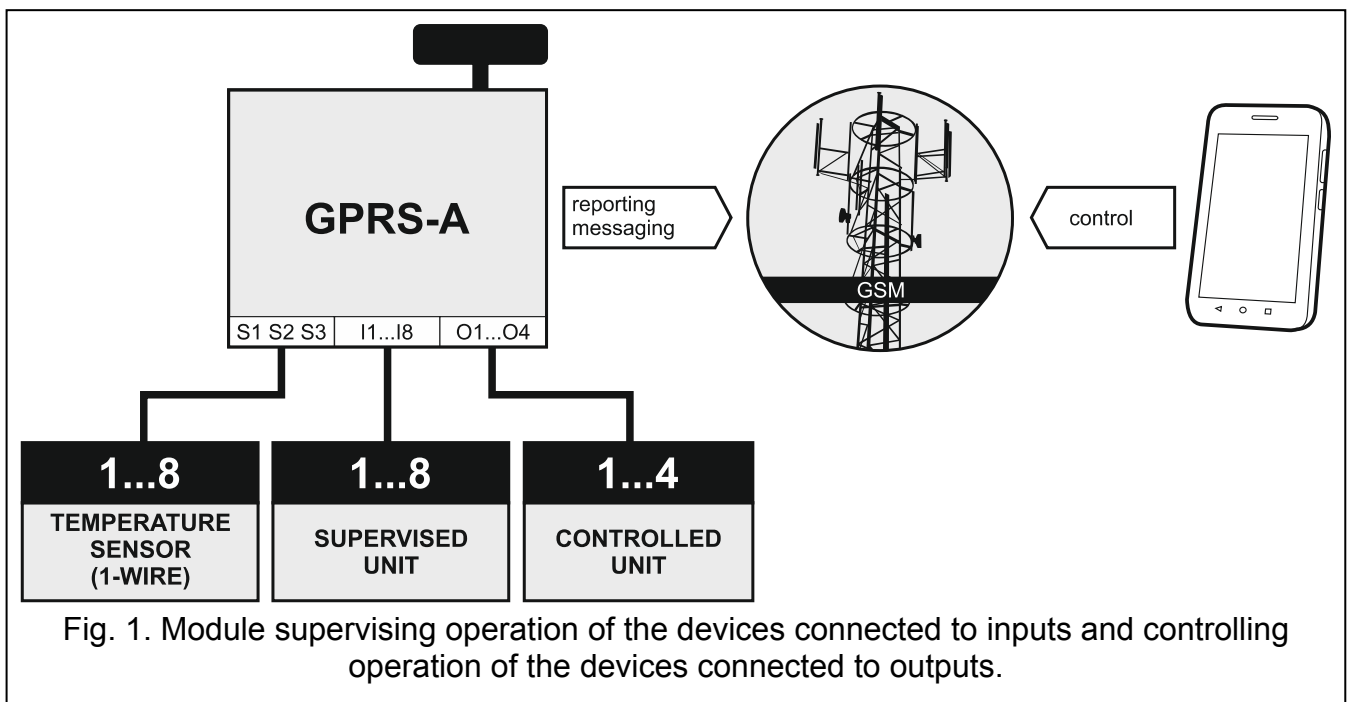 GPRS-A
reporting
messaging
GSM
control
S1 S2 S3
I1...I8
O1...O4
1...8
TEMPERATURE
SENSOR
(1-WIRE)
1...8
SUPERVISED
UNIT
1...4
CONTROLLED
UNIT
Fig. 1. Module supervising operation of the devices connected to inputs and controlling
operation of the devices connected to outputs.